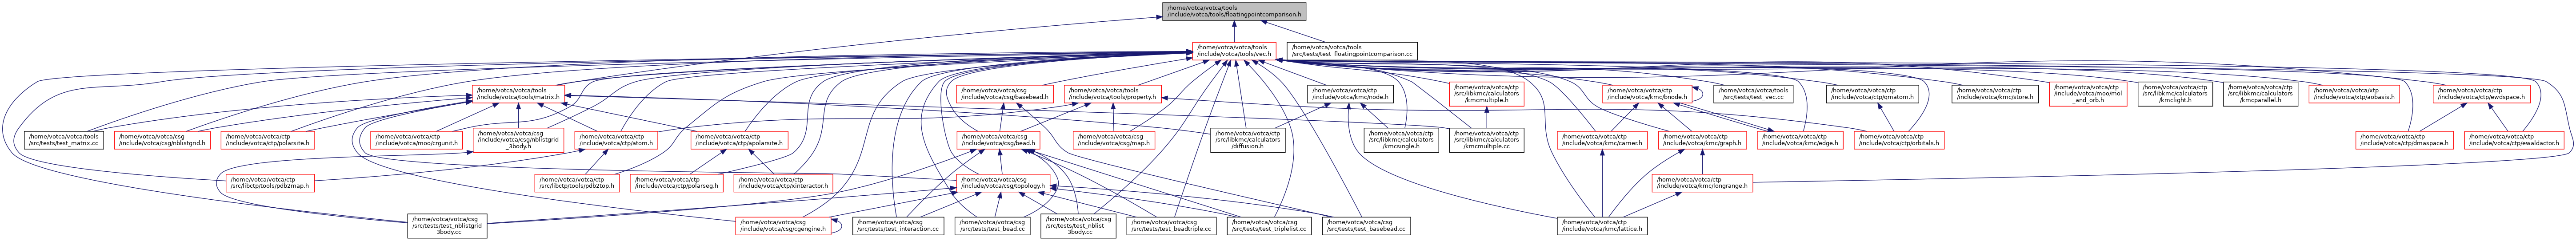 /home/votca/votca/tools
/include/votca/tools/floatingpointcomparison.h
/home/votca/votca/tools
/include/votca/tools/vec.h
/home/votca/votca/tools
/src/tests/test_floatingpointcomparison.cc
/home/votca/votca/tools
/include/votca/tools/matrix.h
/home/votca/votca/csg
/include/votca/csg/basebead.h
/home/votca/votca/tools
/include/votca/tools/property.h
/home/votca/votca/ctp
/include/votca/kmc/node.h
/home/votca/votca/ctp
/src/libkmc/calculators
/kmcmultiple.h
/home/votca/votca/ctp
/include/votca/kmc/bnode.h
/home/votca/votca/tools
/src/tests/test_vec.cc
/home/votca/votca/ctp
/include/votca/ctp/qmatom.h
/home/votca/votca/ctp
/include/votca/kmc/store.h
/home/votca/votca/ctp
/include/votca/moo/mol
_and_orb.h
/home/votca/votca/ctp
/src/libkmc/calculators
/kmclight.h
/home/votca/votca/ctp
/src/libkmc/calculators
/kmcparallel.h
/home/votca/votca/xtp
/include/votca/xtp/aobasis.h
/home/votca/votca/ctp
/include/votca/ctp/ewdspace.h
/home/votca/votca/tools
/src/tests/test_matrix.cc
/home/votca/votca/csg
/include/votca/csg/nblistgrid.h
/home/votca/votca/ctp
/include/votca/ctp/polarsite.h
/home/votca/votca/ctp
/include/votca/moo/crgunit.h
/home/votca/votca/csg
/include/votca/csg/nblistgrid
_3body.h
/home/votca/votca/ctp
/include/votca/ctp/atom.h
/home/votca/votca/ctp
/include/votca/ctp/apolarsite.h
/home/votca/votca/csg
/include/votca/csg/bead.h
/home/votca/votca/csg
/include/votca/csg/map.h
/home/votca/votca/ctp
/src/libkmc/calculators
/diffusion.h
/home/votca/votca/ctp
/src/libkmc/calculators
/kmcsingle.h
/home/votca/votca/ctp
/src/libkmc/calculators
/kmcmultiple.cc
/home/votca/votca/ctp
/include/votca/kmc/carrier.h
/home/votca/votca/ctp
/include/votca/kmc/graph.h
/home/votca/votca/ctp
/include/votca/kmc/edge.h
/home/votca/votca/ctp
/include/votca/ctp/orbitals.h
/home/votca/votca/ctp
/include/votca/ctp/dmaspace.h
/home/votca/votca/ctp
/include/votca/ctp/ewaldactor.h
/home/votca/votca/ctp
/src/libctp/tools/pdb2map.h
/home/votca/votca/ctp
/src/libctp/tools/pdb2top.h
/home/votca/votca/ctp
/include/votca/ctp/polarseg.h
/home/votca/votca/ctp
/include/votca/ctp/xinteractor.h
/home/votca/votca/csg
/include/votca/csg/topology.h
/home/votca/votca/ctp
/include/votca/kmc/longrange.h
/home/votca/votca/csg
/src/tests/test_nblistgrid
_3body.cc
/home/votca/votca/csg
/include/votca/csg/cgengine.h
/home/votca/votca/csg
/src/tests/test_interaction.cc
/home/votca/votca/csg
/src/tests/test_bead.cc
/home/votca/votca/csg
/src/tests/test_nblist
_3body.cc
/home/votca/votca/csg
/src/tests/test_beadtriple.cc
/home/votca/votca/csg
/src/tests/test_triplelist.cc
/home/votca/votca/csg
/src/tests/test_basebead.cc
/home/votca/votca/ctp
/include/votca/kmc/lattice.h